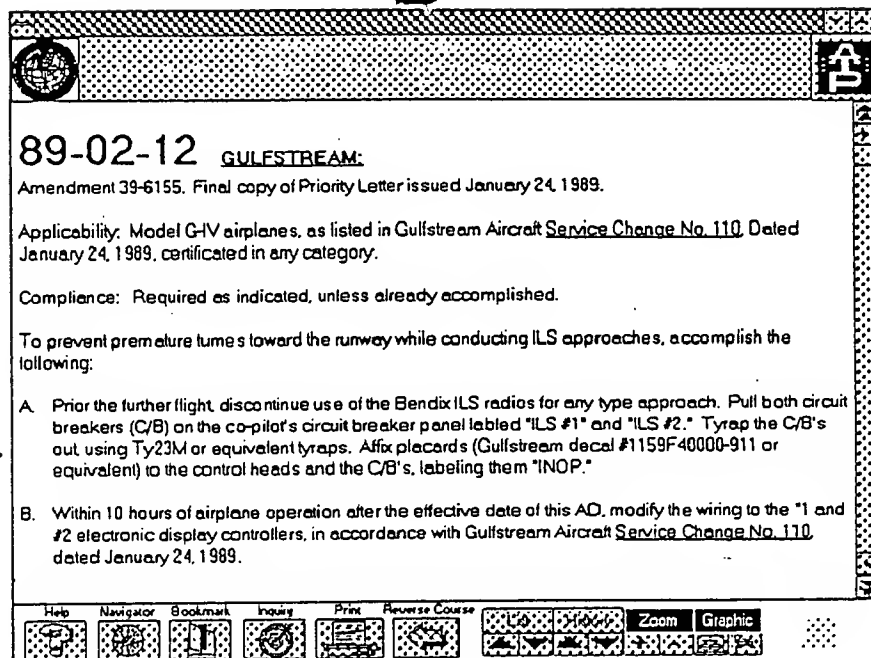 ATP
89-02-12 GULFSTREAM:
Amendment 39-6155. Final copy of Priority Letter issued January 24, 1989.
Applicability: Model G-IV airplanes, as listed in Gulfstream Aircraft Service Change No. 110, Dated
January 24, 1989, certificated in any category.
Compliance: Required as indicated, unless already accomplished.
To prevent premature turnes toward the runway while conducting ILS approaches, accomplish the
following:
A. Prior the further flight, discontinue use of the Bendix ILS radios for any type approach. Pull both circuit
breakers (C/B) on the co-pilot's circuit breaker panel labled "ILS #1" and "ILS #2." Tyrap the C/B's
out, using Ty23M or equivalent tyraps. Affix placards (Gulfstream decal #1159F40000-911 or
equivalent) to the control heads and the C/B's, labeling them "INOP."
B. Within 10 hours of airplane operation after the effective date of this AD, modify the wiring to the "1 and
#2 electronic display controllers, in accordance with Gulfstream Aircraft Service Change No. 110,
dated January 24, 1989.
Help Navigator Bookmark Inquiry Print Reverse Course Zoom Graphic